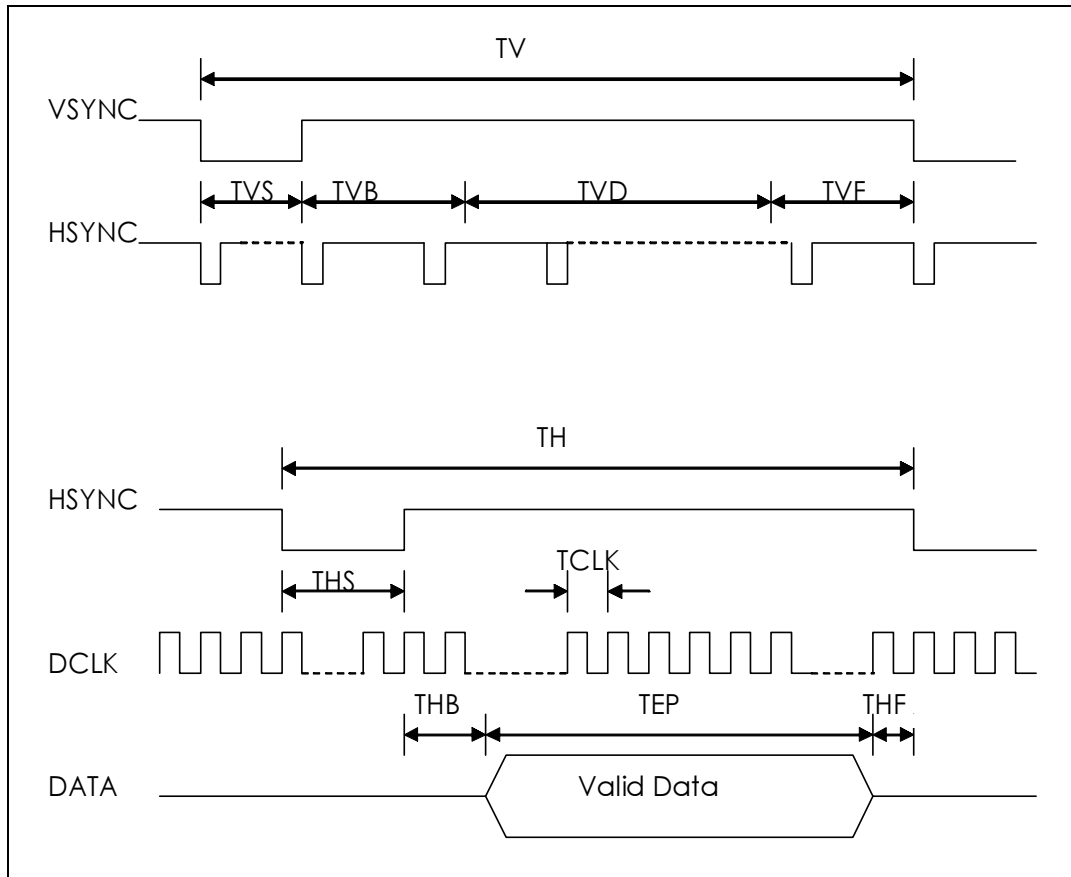 TV
VSYNC
TVS TVB TVD TVF
HSYNC
TH
HSYNC
TCLK
THS
DCLK
THB TEP THF
DATA Valid Data